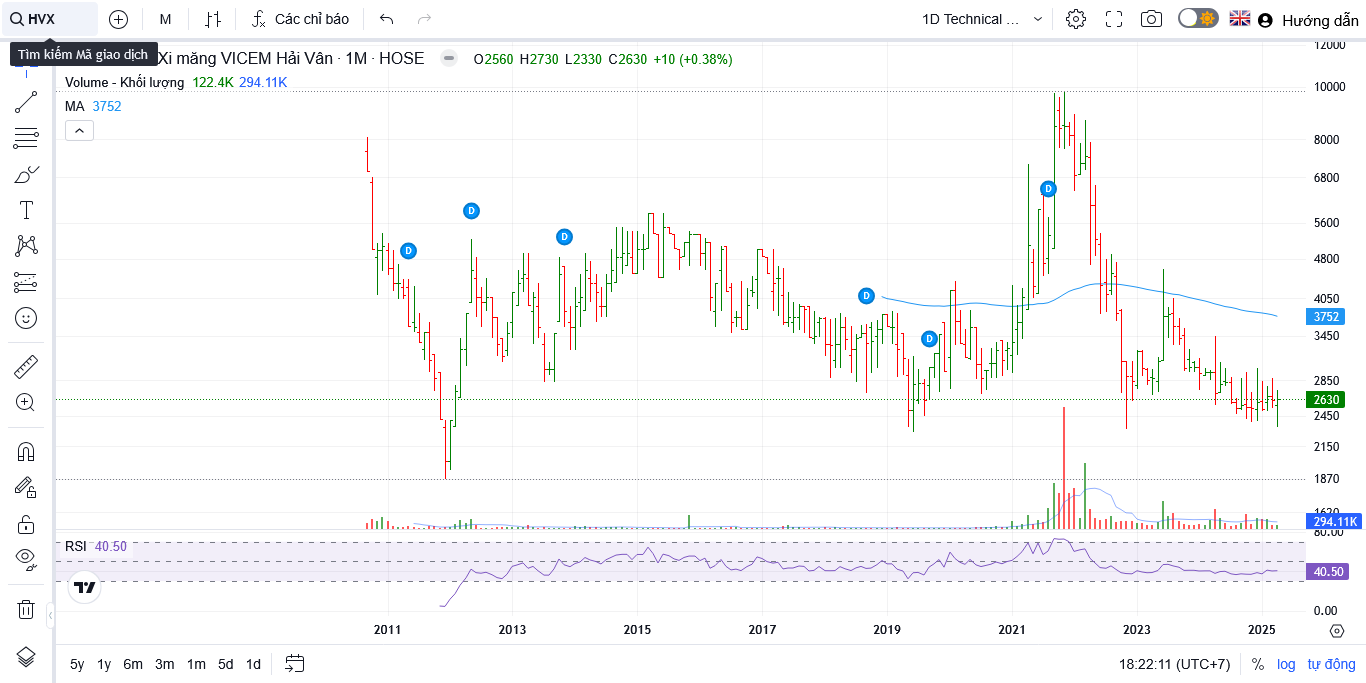 HVX
M
Các chỉ báo
1D Technical ...
Hướng dẫn
Tìm kiếm Mã giao dịch
Xi măng VICEM Hải Vân · 1M · HOSE
O2560 H2730 L2330 C2630 +10 (+0.38%)
Volume - Khối lượng 122.4K 294.11K
MA 3752
12000
10000
8000
6800
5600
4800
4050
3752
3450
2850
2630
2450
2150
1870
1620
294.11K
80.00
40.50
0.00
D
D
D
D
D
D
RSI 40.50
2011
2013
2015
2017
2019
2021
2023
2025
5y 1y 6m 3m 1m 5d 1d
18:22:11 (UTC+7)
% log tự động